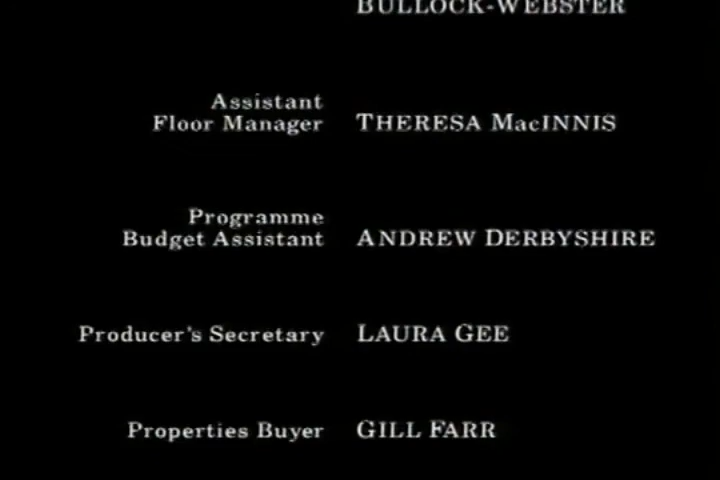 BULLOCK-WEBSTER
Assistant
Floor Manager THERESA MacINNIS
Programme
Budget Assistant ANDREW DERBYSHIRE
Producer's Secretary LAURA GEE
Properties Buyer GILL FARR